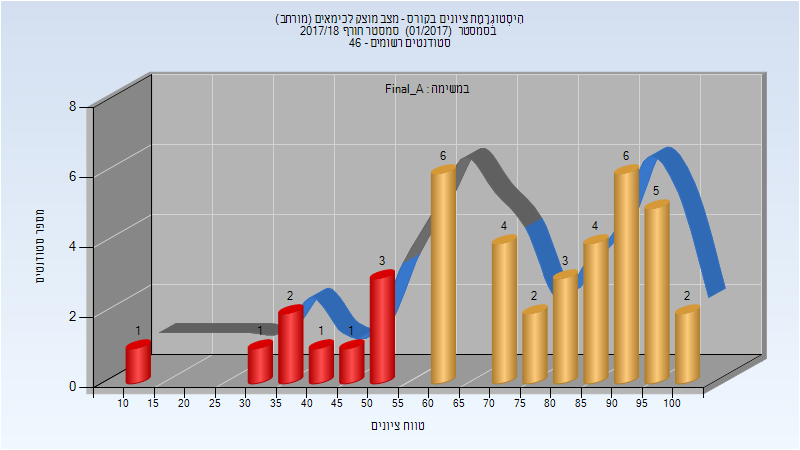 הִיסְטוֹגְרָמַת ציונים בקורס - מצב מוצק לכימאים (מורחב)
בסמסטר (01/2017) סמסטר חורף 2017/18
סטודנטים רשומים - 46
במשימה : Final_A
מספר סטודנטים
8
6
4
2
0
1 1 2 1 1 3 6 4 2 3 4 6 5 2
10 15 20 25 30 35 40 45 50 55 60 65 70 75 80 85 90 95 100
טווח ציונים